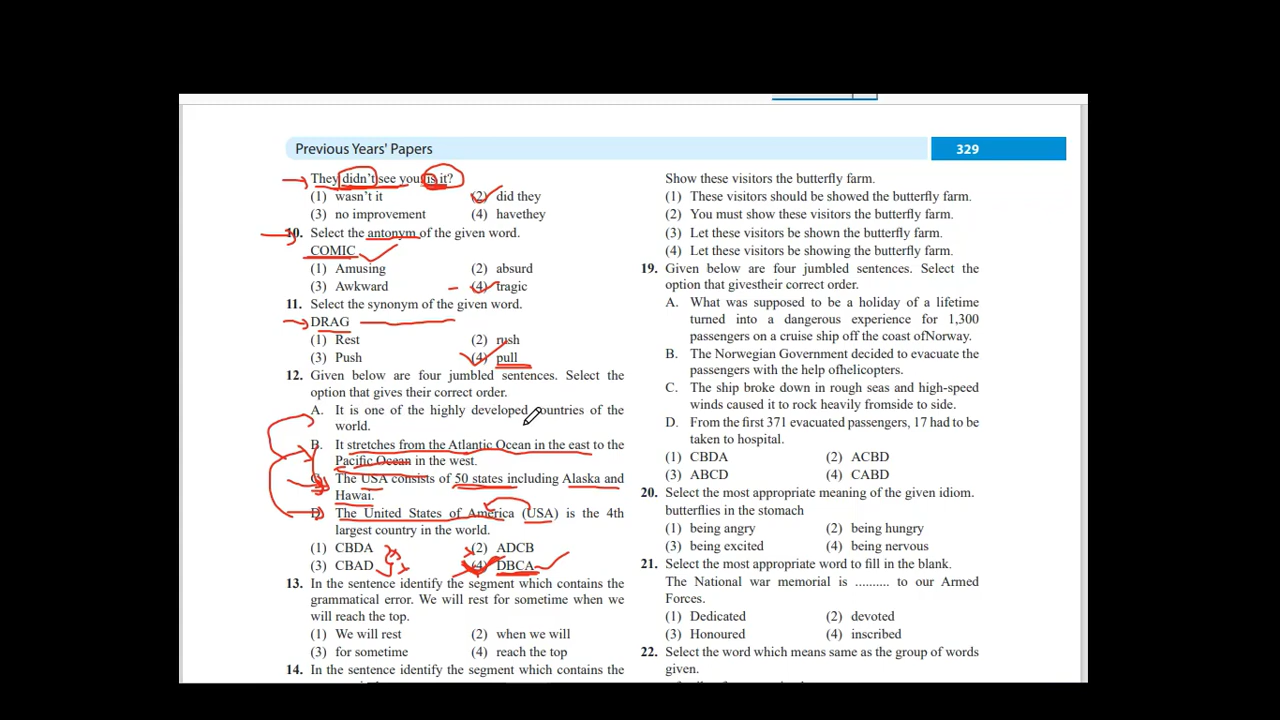 Previous Years' Papers
329
They didn't see you is it?
(1) wasn't it (2) did they
(3) no improvement (4) havethey
10. Select the antonym of the given word.
COMIC
(1) Amusing (2) absurd
(3) Awkward (4) tragic
11. Select the synonym of the given word.
DRAG
(1) Rest (2) rush
(3) Push (4) pull
12. Given below are four jumbled sentences. Select the
option that gives their correct order.
A. It is one of the highly developed countries of the
world.
B. It stretches from the Atlantic Ocean in the east to the
Pacific Ocean in the west.
C. The USA consists of 50 states including Alaska and
Hawai.
D. The United States of America (USA) is the 4th
largest country in the world.
(1) CBDA (2) ADCB
(3) CBAD (4) DBCA
13. In the sentence identify the segment which contains the
grammatical error. We will rest for sometime when we
will reach the top.
(1) We will rest (2) when we will
(3) for sometime (4) reach the top
14. In the sentence identify the segment which contains the
Show these visitors the butterfly farm.
(1) These visitors should be showed the butterfly farm.
(2) You must show these visitors the butterfly farm.
(3) Let these visitors be shown the butterfly farm.
(4) Let these visitors be showing the butterfly farm.
19. Given below are four jumbled sentences. Select the
option that givestheir correct order.
A. What was supposed to be a holiday of a lifetime
turned into a dangerous experience for 1,300
passengers on a cruise ship off the coast ofNorway.
B. The Norwegian Government decided to evacuate the
passengers with the help ofhelicopters.
C. The ship broke down in rough seas and high-speed
winds caused it to rock heavily fromside to side.
D. From the first 371 evacuated passengers, 17 had to be
taken to hospital.
(1) CBDA (2) ACBD
(3) ABCD (4) CABD
20. Select the most appropriate meaning of the given idiom.
butterflies in the stomach
(1) being angry (2) being hungry
(3) being excited (4) being nervous
21. Select the most appropriate word to fill in the blank.
The National war memorial is .......... to our Armed
Forces.
(1) Dedicated (2) devoted
(3) Honoured (4) inscribed
22. Select the word which means same as the group of words
given.